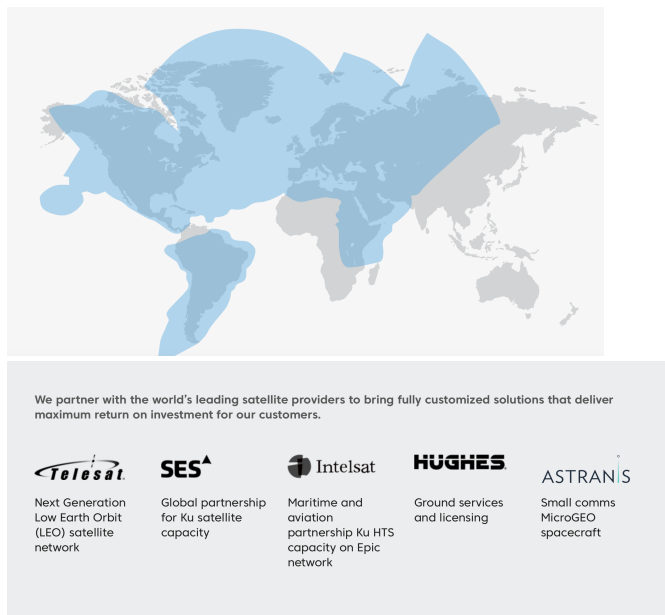 We partner with the world's leading satellite providers to bring fully customized solutions that deliver
maximum return on investment for our customers.
Telesat.
Next Generation
Low Earth Orbit
(LEO) satellite
network
SES
Global partnership
for Ku satellite
capacity
Intelsat
Maritime and
aviation
partnership Ku HTS
capacity on Epic
network
HUGHES.
Ground services
and licensing
ASTRANIS
Small comms
MicroGEO
spacecraft